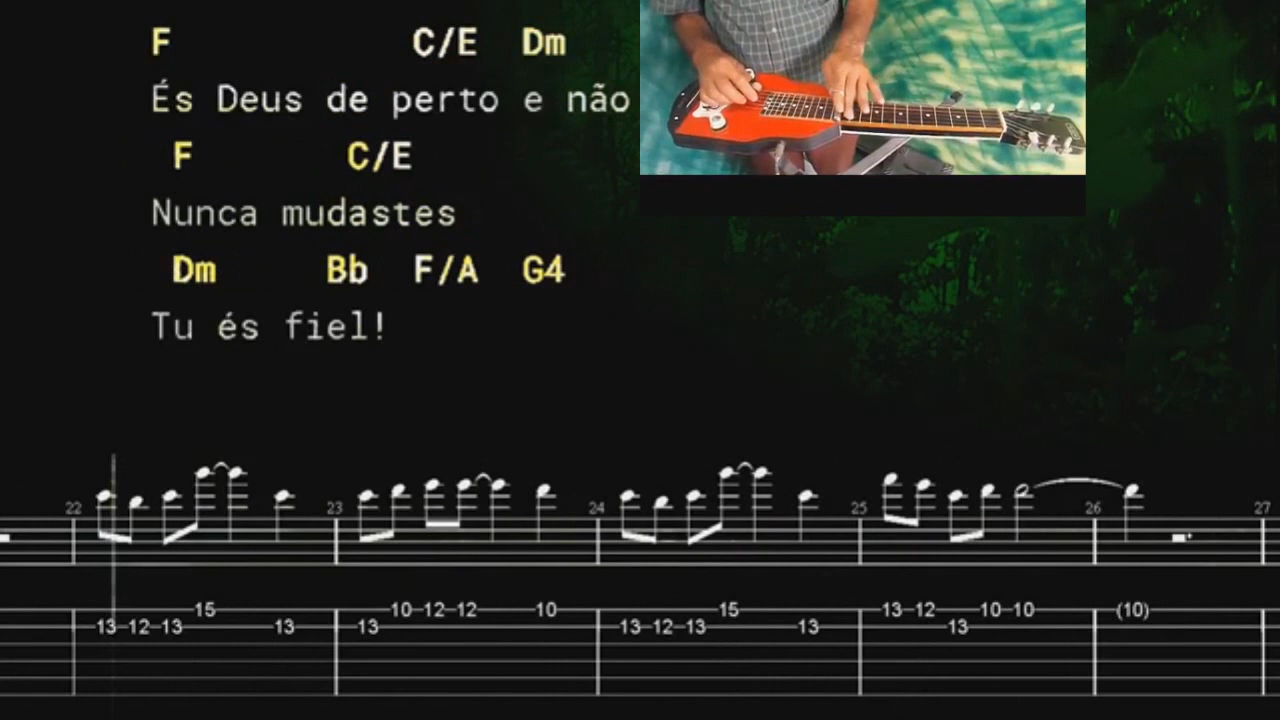 F C/E Dm
És Deus de perto e não
F C/E
Nunca mudastes
Dm Bb F/A G4
Tu és fiel!
22 23 24 25 26 27
15 10 12 12 10 15 13 12 10 10 (10)
13 12 13 13 13 13 12 13 13 13